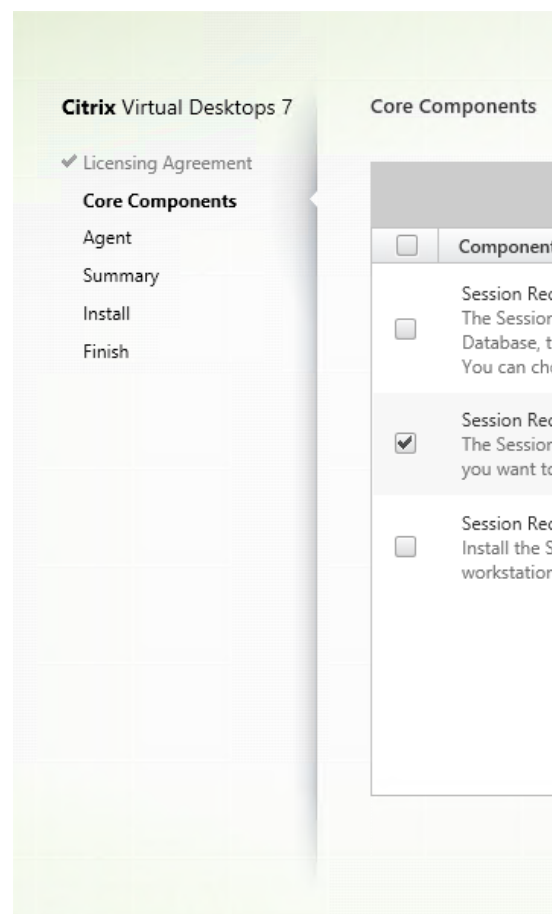 Citrix Virtual Desktops 7
Licensing Agreement
Core Components
Agent
Summary
Install
Finish
Core Components
Component
Session Rec
The Session
Database, t
You can cho
Session Rec
The Session
you want to
Session Rec
Install the S
workstation